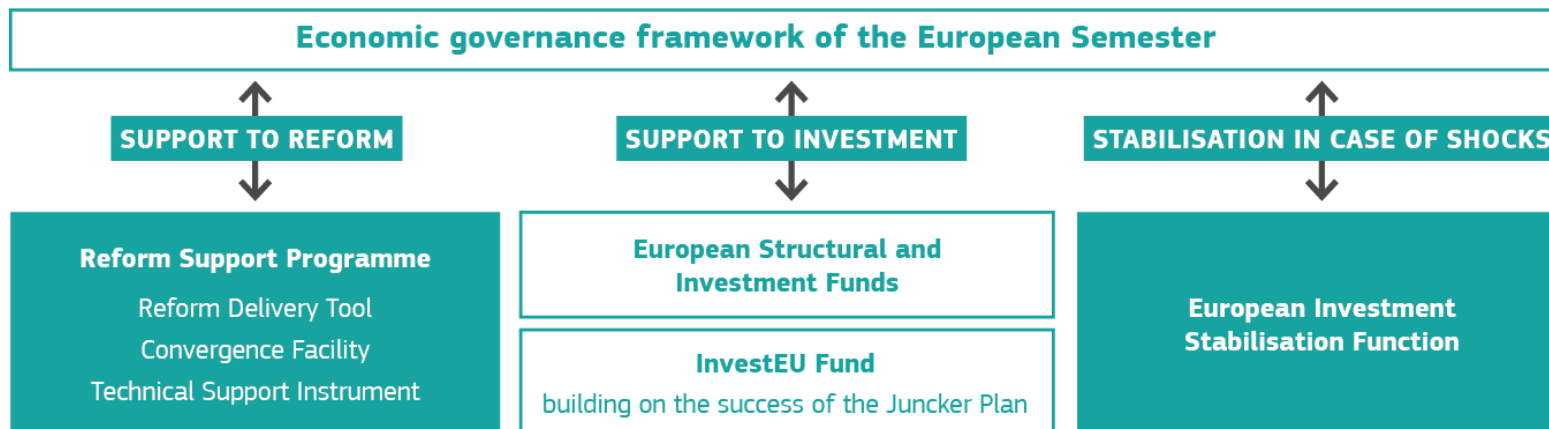 Economic governance framework of the European Semester
SUPPORT TO REFORM
SUPPORT TO INVESTMENT
STABILISATION IN CASE OF SHOCKS
Reform Support Programme
Reform Delivery Tool
Convergence Facility
Technical Support Instrument
European Structural and
Investment Funds
InvestEU Fund
building on the success of the Juncker Plan
European Investment
Stabilisation Function